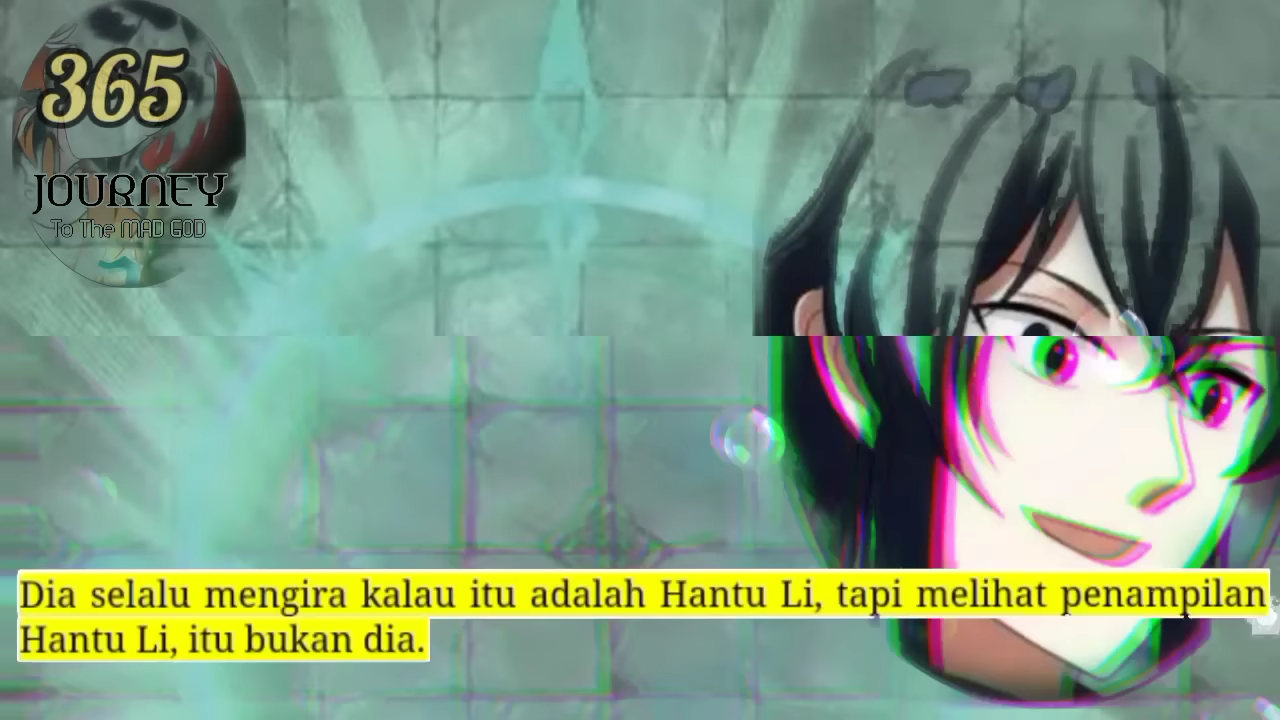 365
JOURNEY
To The MAD GOD
Dia selalu mengira kalau itu adalah Hantu Li, tapi melihat penampilan
Hantu Li, itu bukan dia.